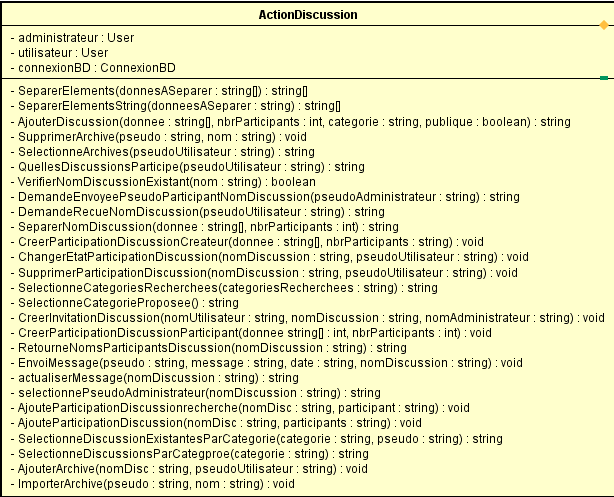 ActionDiscussion
- administrateur : User
- utilisateur : User
- connexionBD : ConnexionBD
- SeparerElements(donnesASeparer : string[]) : string[]
- SeparerElementsString(donneesASeparer : string) : string[]
- AjouterDiscussion(donnee : string[], nbrParticipants : int, categorie : string, publique : boolean) : string
- SupprimerArchive(pseudo : string, nom : string) : void
- SelectionneArchives(pseudoUtilisateur : string) : string
- QuellesDiscussionsParticipe(pseudoUtilisateur : string) : string
- VerifierNomDiscussionExistant(nom : string) : boolean
- DemandeEnvoyeePseudoParticipantNomDiscussion(pseudoAdministrateur : string) : string
- DemandeRecueNomDiscussion(pseudoUtilisateur : string) : string
- SeparerNomDiscussion(donnee : string[], nbrParticipants : int) : string
- CreerParticipationDiscussionCreateur(donnee : string[], nbrParticipants : string) : void
- ChangerEtatParticipationDiscussion(nomDiscussion : string, pseudoUtilisateur : string) : void
- SupprimerParticipationDiscussion(nomDiscussion : string, pseudoUtilisateur : string) : void
- SelectionneCategoriesRecherchees(categoriesRecherchees : string) : string
- SelectionneCategorieProposee() : string
- CreerInvitationDiscussion(nomUtilisateur : string, nomDiscussion : string, nomAdministrateur : string) : void
- CreerParticipationDiscussionParticipant(donnee string[] : int, nbrParticipants : int) : void
- RetourneNomsParticipantsDiscussion(nomDiscussion : string) : string
- EnvoiMessage(pseudo : string, message : string, date : string, nomDiscussion : string) : void
- actualiserMessage(nomDiscussion : string) : string
- selectionnePseudoAdministrateur(nomDiscussion : string) : string
- AjouteParticipationDiscussionrecherche(nomDisc : string, participant : string) : void
- AjouteParticipationDiscussion(nomDisc : string, participants : string) : void
- SelectionneDiscussionExistantesParCategorie(categorie : string, pseudo : string) : string
- SelectionneDiscussionsParCategproe(categorie : string) : string
- AjouterArchive(nomDisc : string, pseudoUtilisateur : string) : void
- ImporterArchive(pseudo : string, nom : string) : void